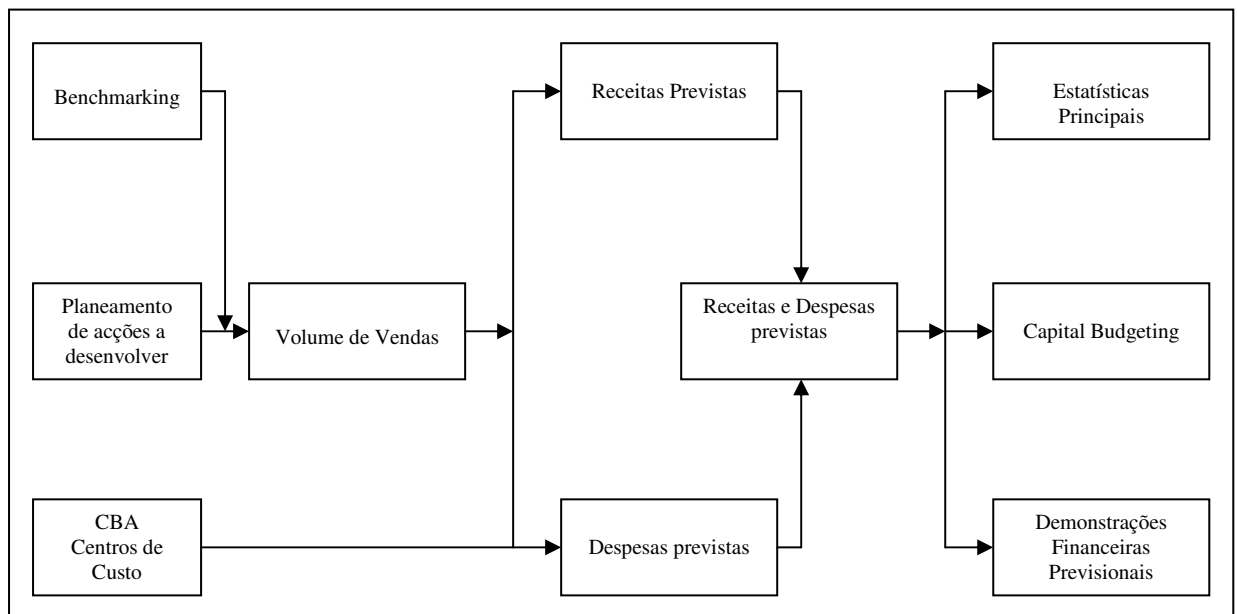 Benchmarking
Receitas Previstas
Estatísticas
Principais
Planeamento
de acções a
desenvolver
Volume de Vendas
Receitas e Despesas
previstas
Capital Budgeting
CBA
Centros de
Custo
Despesas previstas
Demonstrações
Financeiras
Previsionais